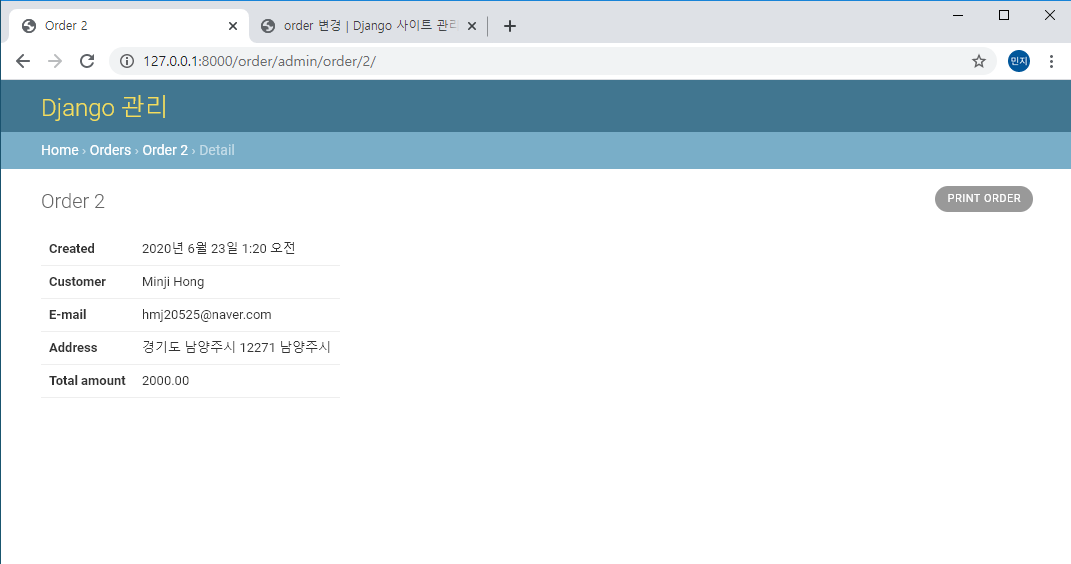 Order 2
order 변경 | Django 사이트 관리
127.0.0.1:8000/order/admin/order/2/
민지
Django 관리
Home › Orders › Order 2 › Detail
Order 2
PRINT ORDER
Created 2020년 6월 23일 1:20 오전
Customer Minji Hong
E-mail hmj20525@naver.com
Address 경기도 남양주시 12271 남양주시
Total amount 2000.00